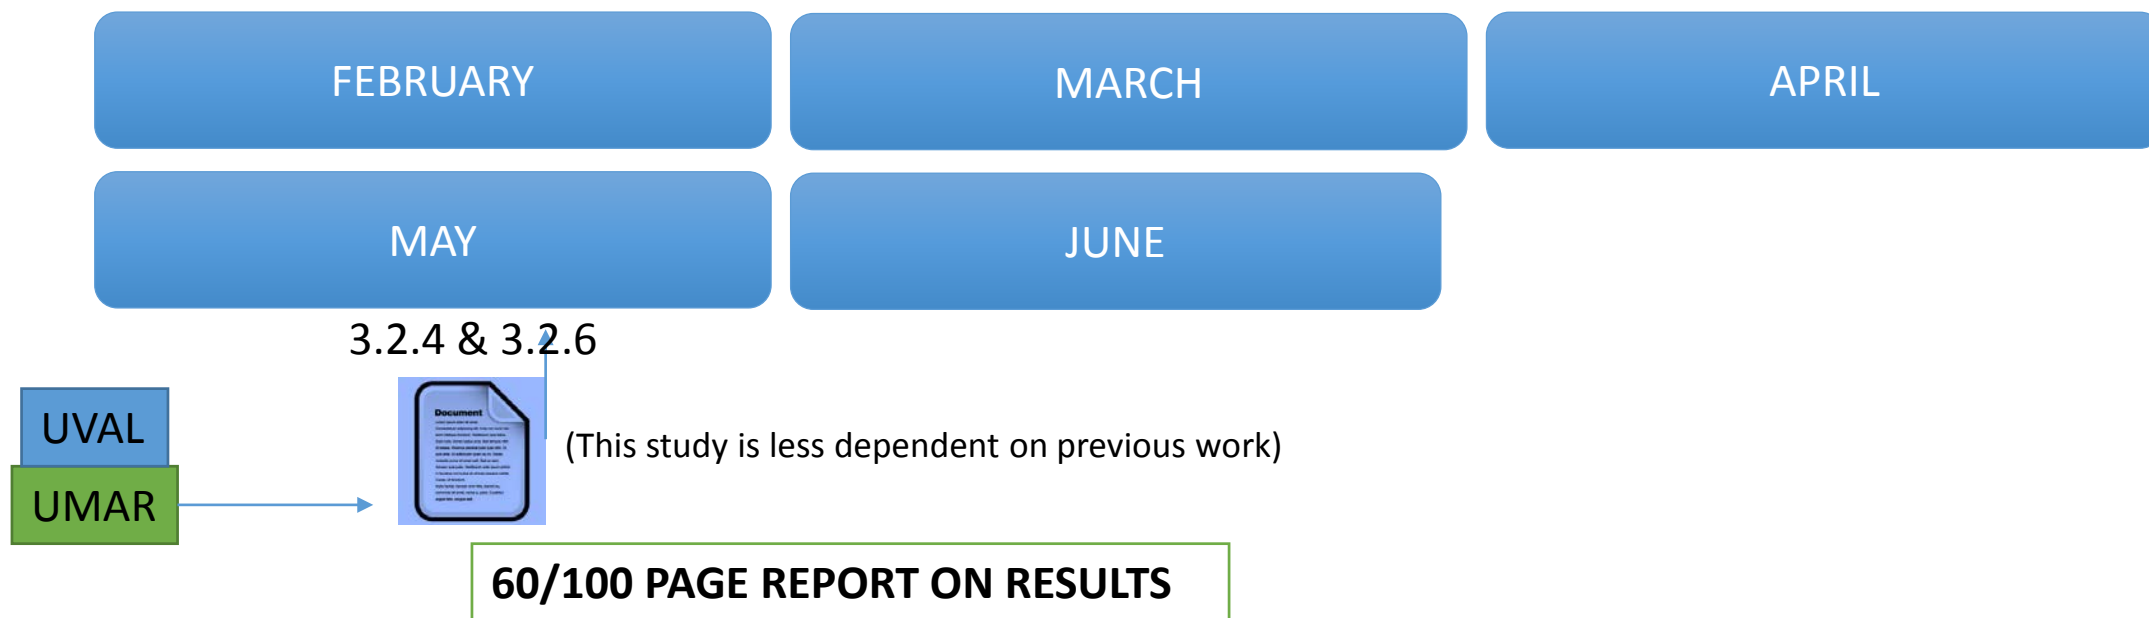 FEBRUARY
MARCH
APRIL
MAY
JUNE
3.2.4 & 3.2.6
UVAL
UMAR
Document
(This study is less dependent on previous work)
60/100 PAGE REPORT ON RESULTS